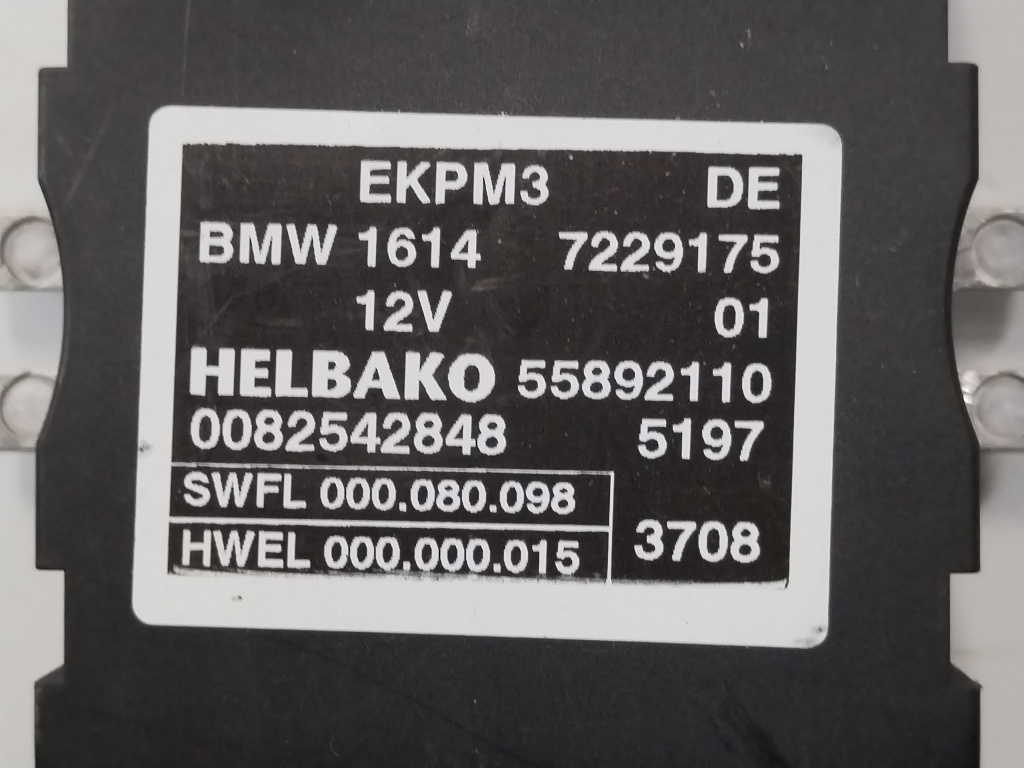 EKPM3 DE
BMW 1614 7229175
12V 01
HELBAKO 55892110
0082542848 5197
SWFL 000.080.098
HWEL 000.000.015 3708